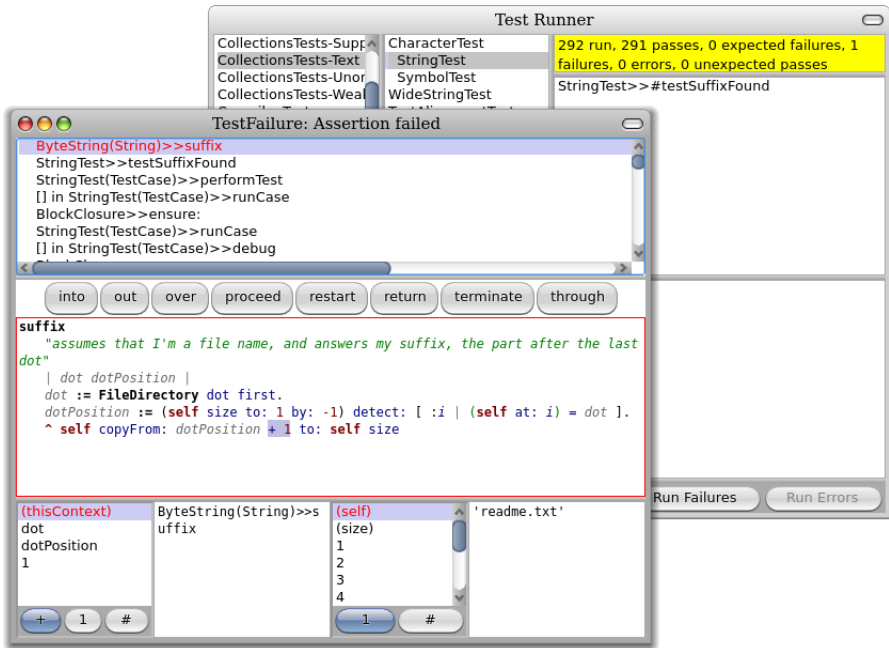 Test Runner
CollectionsTests-Supp
CollectionsTests-Text
CollectionsTests-Unor
CollectionsTests-Weal
CharacterTest
StringTest
SymbolTest
WideStringTest
292 run, 291 passes, 0 expected failures, 1
failures, 0 errors, 0 unexpected passes
StringTest>>#testSuffixFound
Run Failures
Run Errors
TestFailure: Assertion failed
ByteString(String)>>suffix
StringTest>>testSuffixFound
StringTest(TestCase)>>performTest
[] in StringTest(TestCase)>>runCase
BlockClosure>>ensure:
StringTest(TestCase)>>runCase
[] in StringTest(TestCase)>>debug
into out over proceed restart return terminate through
suffix
"assumes that I'm a file name, and answers my suffix, the part after the last
dot"
| dot dotPosition |
dot := FileDirectory dot first.
dotPosition := (self size to: 1 by: -1) detect: [ :i | (self at: i) = dot ].
^ self copyFrom: dotPosition + 1 to: self size
(thisContext)
dot
dotPosition
1
+ 1 #
ByteString(String)>>s
uffix
(self)
(size)
1
2
3
4
1 #
'readme.txt'